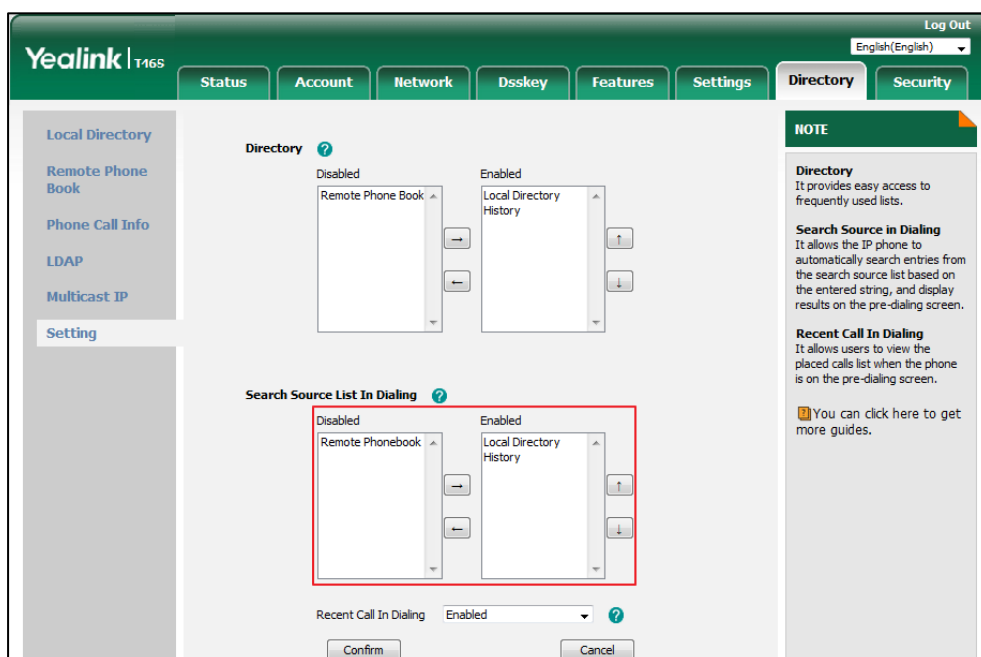 Log Out
English(English)
Yealink T46S
Status Account Network Dsskey Features Settings Directory Security
Local Directory
Remote Phone
Book
Phone Call Info
LDAP
Multicast IP
Setting
Directory ?
Disabled Enabled
Remote Phone Book Local Directory
History
→ ↑
← ↓
Search Source List In Dialing ?
Disabled Enabled
Remote Phonebook Local Directory
History
→ ↑
← ↓
Recent Call In Dialing Enabled ?
Confirm Cancel
NOTE
Directory
It provides easy access to
frequently used lists.
Search Source in Dialing
It allows the IP phone to
automatically search entries from
the search source list based on
the entered string, and display
results on the pre-dialing screen.
Recent Call In Dialing
It allows users to view the
placed calls list when the phone
is on the pre-dialing screen.
? You can click here to get
more guides.